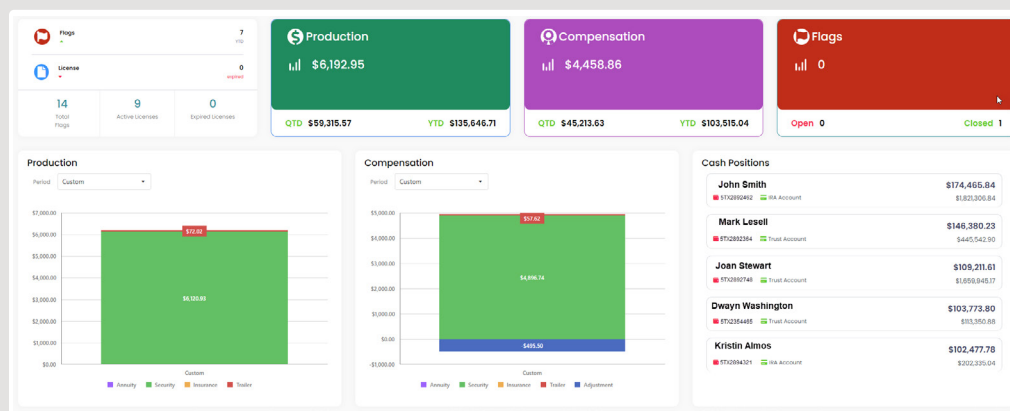 Flags 7
License 0
expired
14 9 0
Total Flags Active Licenses Expired Licenses
Production
$6,192.95
QTD $59,315.57 YTD $135,646.71
Compensation
$4,458.86
QTD $45,213.63 YTD $103,515.04
Flags
0
Open 0 Closed 1
Production
Period Custom
$7,000.00
$6,000.00
$5,000.00
$4,000.00
$3,000.00
$2,000.00
$1,000.00
$0.00
$72.02
$6,120.93
Custom
Annuity Security Insurance Trailer
Compensation
Period Custom
$5,000.00
$4,000.00
$3,000.00
$2,000.00
$1,000.00
$0.00
-$1,000.00
$57.62
$4,896.74
$495.50
Custom
Annuity Security Insurance Trailer Adjustment
Cash Positions
John Smith $174,465.84
5TX2892462 IRA Account $1,821,306.84
Mark Lesell $146,380.23
5TX2892364 Trust Account $445,542.90
Joan Stewart $109,211.61
5TX2892746 Trust Account $1,659,945.17
Dwayn Washington $103,773.80
5TX2354465 Trust Account $113,350.88
Kristin Almos $102,477.78
5TX2894321 IRA Account $202,335.04